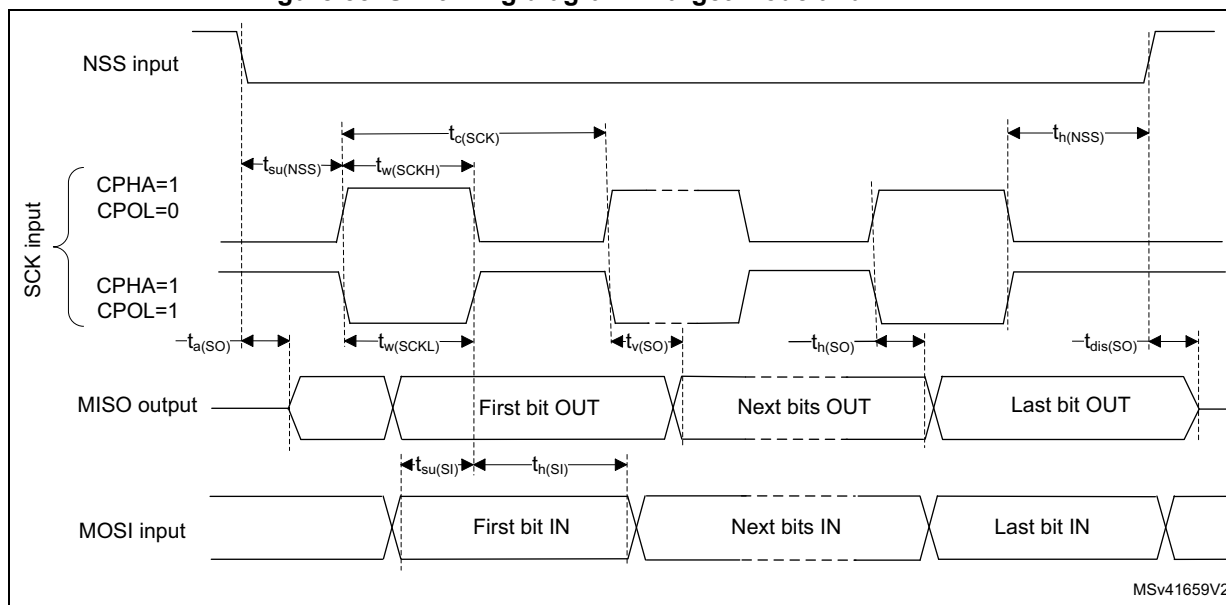 NSS input
tc(SCK)
th(NSS)
tsu(NSS)
tw(SCKH)
CPHA=1
CPOL=0
SCK input
CPHA=1
CPOL=1
ta(SO)
tw(SCKL)
tv(SO)
th(SO)
tdis(SO)
MISO output
First bit OUT
Next bits OUT
Last bit OUT
tsu(SI)
th(SI)
MOSI input
First bit IN
Next bits IN
Last bit IN
MSv41659V2